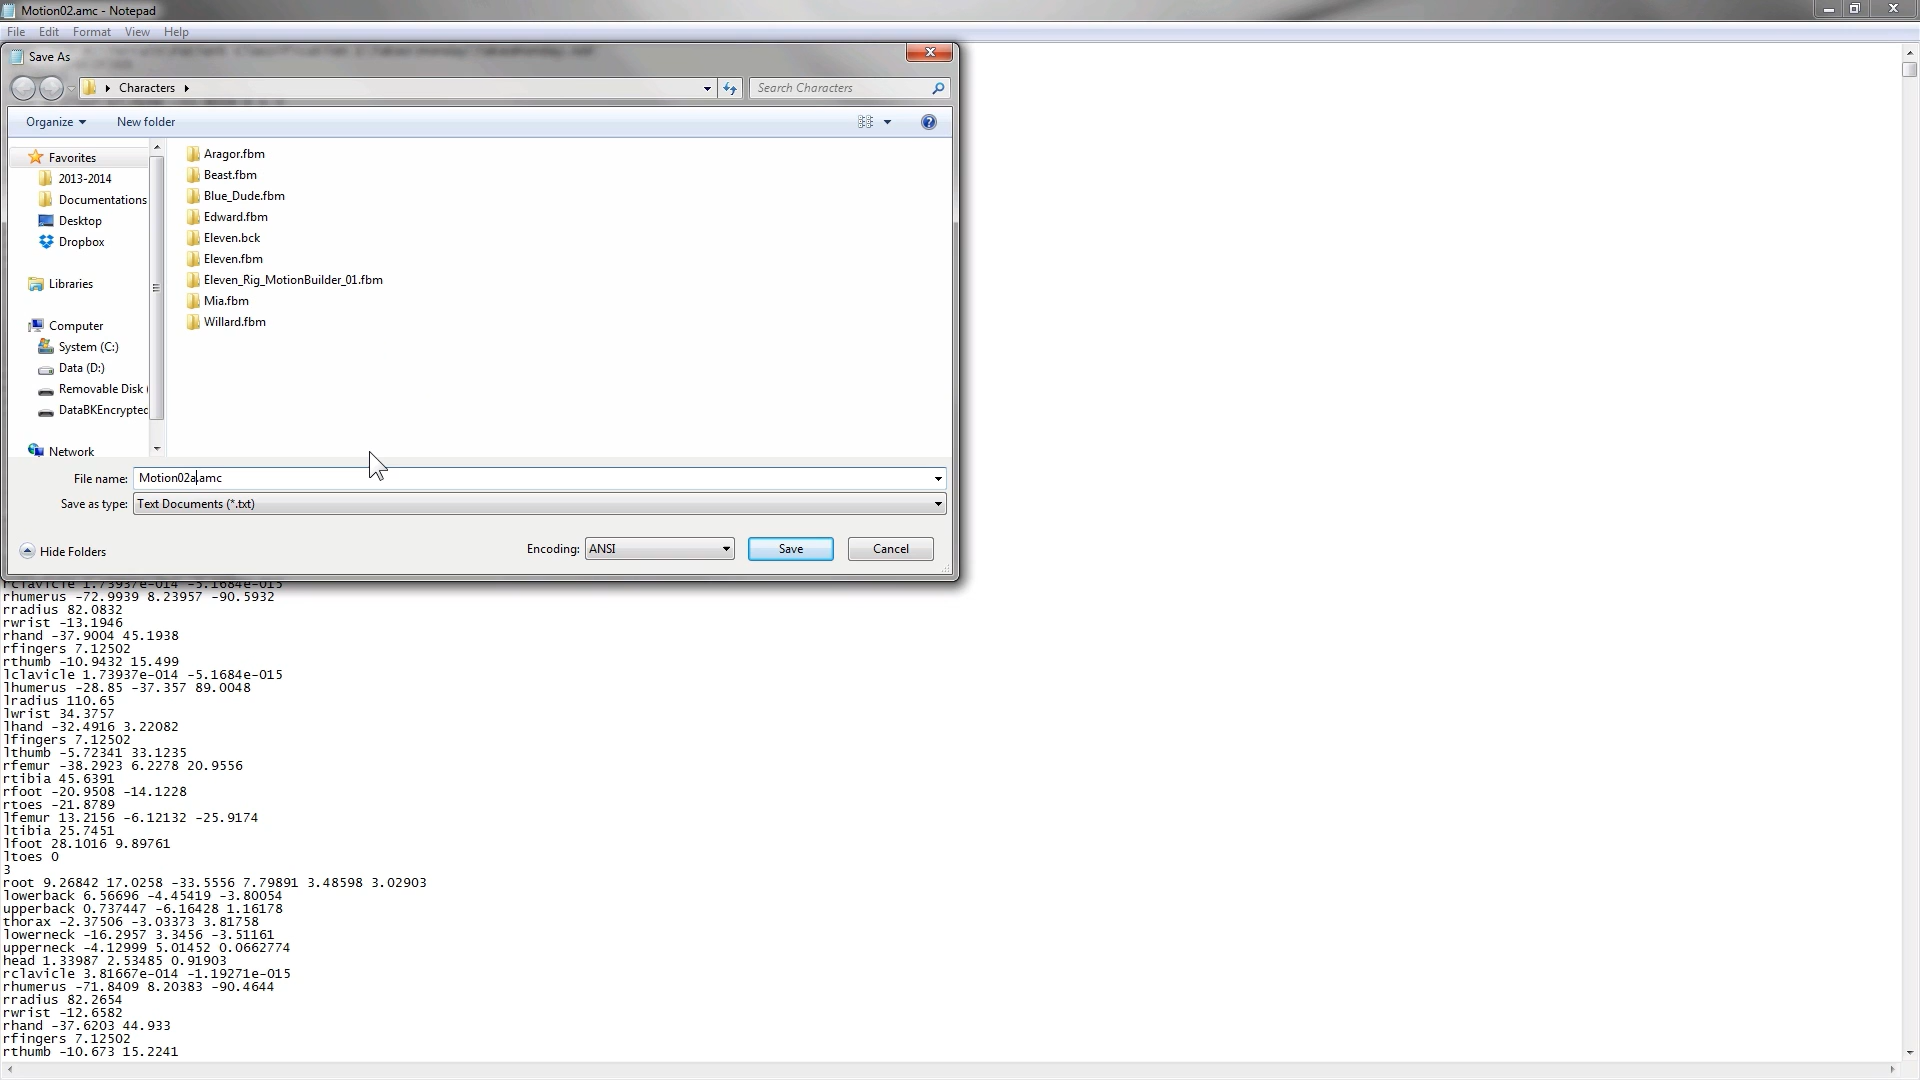 Motion02.amc - Notepad
File Edit Format View Help
Save As
Characters
Search Characters
Organize New folder
Favorites
2013-2014
Documentations
Desktop
Dropbox
Libraries
Computer
System (C:)
Data (D:)
Removable Disk (
DataBKEncrypted
Network
Aragor.fbm
Beast.fbm
Blue_Dude.fbm
Edward.fbm
Eleven.bck
Eleven.fbm
Eleven_Rig_MotionBuilder_01.fbm
Mia.fbm
Willard.fbm
File name: Motion02a.amc
Save as type: Text Documents (*.txt)
Hide Folders
Encoding: ANSI Save Cancel
rclavicle 1.73937e-014 -5.1684e-015
rhumerus -72.9939 8.23957 -90.5932
rradius 82.0832
rwrist -13.1946
rhand -37.9004 45.1938
rfingers 7.12502
rthumb -10.9432 15.499
lclavicle 1.73937e-014 -5.1684e-015
lhumerus -28.85 -37.357 89.0048
lradius 110.65
lwrist 34.3757
lhand -32.4916 3.22082
lfingers 7.12502
lthumb -5.72341 33.1235
rfemur -38.2923 6.2278 20.9556
rtibia 45.6391
rfoot -20.9508 -14.1228
rtoes -21.8789
lfemur 13.2156 -6.12132 -25.9174
ltibia 25.7451
lfoot 28.1016 9.89761
ltoes 0
3
root 9.26842 17.0258 -33.5556 7.79891 3.48598 3.02903
lowerback 6.56696 -4.45419 -3.80054
upperback 0.737447 -6.16428 1.16178
thorax -2.37506 -3.03373 3.81758
lowerneck -16.2957 3.3456 -3.51161
upperneck -4.12999 5.01452 0.0662774
head 1.33987 2.53485 0.91903
rclavicle 3.81667e-014 -1.19271e-015
rhumerus -71.8409 8.20383 -90.4644
rradius 82.2654
rwrist -12.6582
rhand -37.6203 44.933
rfingers 7.12502
rthumb -10.673 15.2241